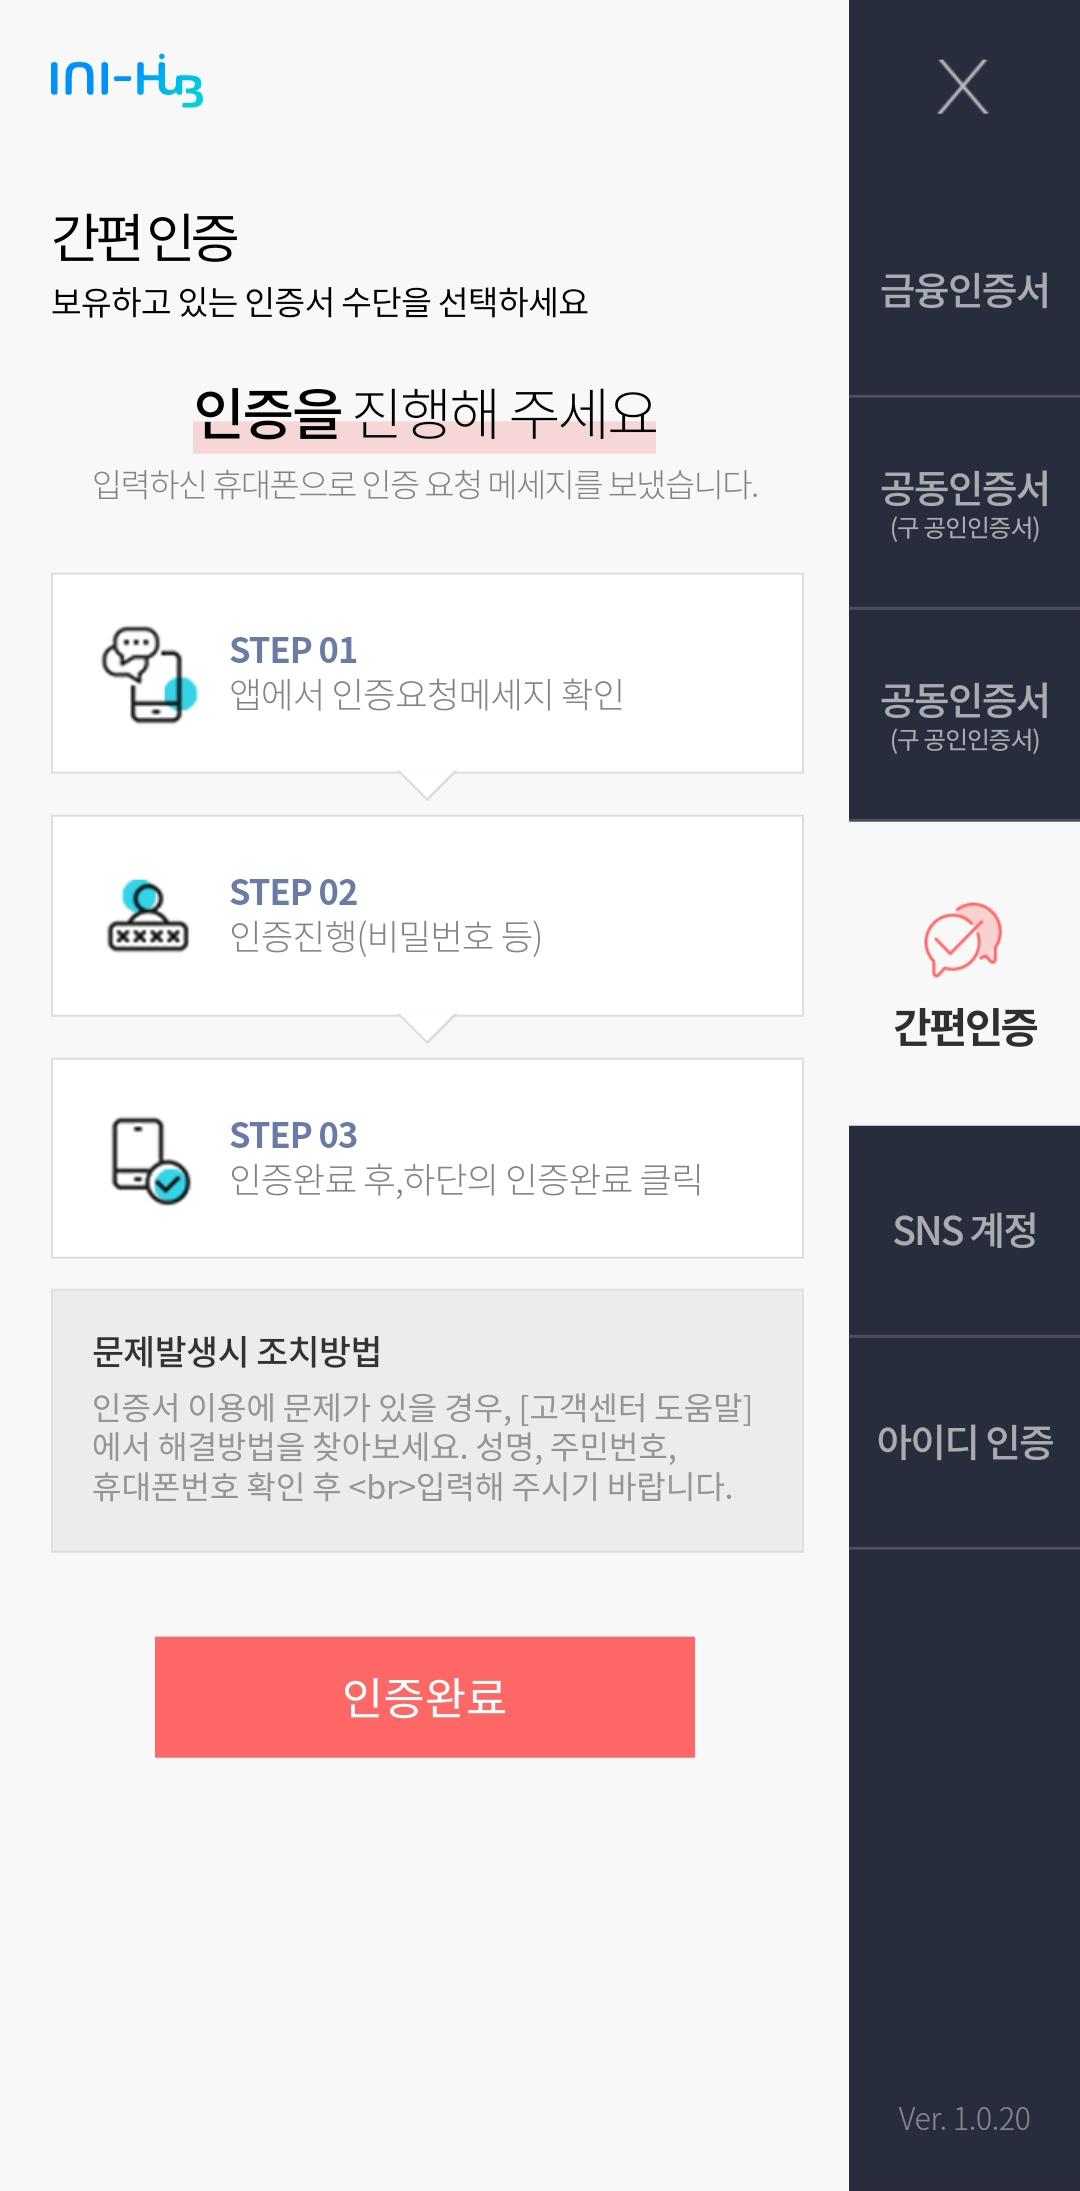 INI-HUB
간편인증
보유하고 있는 인증서 수단을 선택하세요
인증을 진행해 주세요
입력하신 휴대폰으로 인증 요청 메세지를 보냈습니다.
STEP 01
앱에서 인증요청메세지 확인
STEP 02
인증진행(비밀번호 등)
xxxx
STEP 03
인증완료 후,하단의 인증완료 클릭
문제발생시 조치방법
인증서 이용에 문제가 있을 경우, [고객센터 도움말]
에서 해결방법을 찾아보세요. 성명, 주민번호,
휴대폰번호 확인 후 <br>입력해 주시기 바랍니다.
인증완료
금융인증서
공동인증서
(구 공인인증서)
공동인증서
(구 공인인증서)
간편인증
SNS 계정
아이디 인증
Ver. 1.0.20